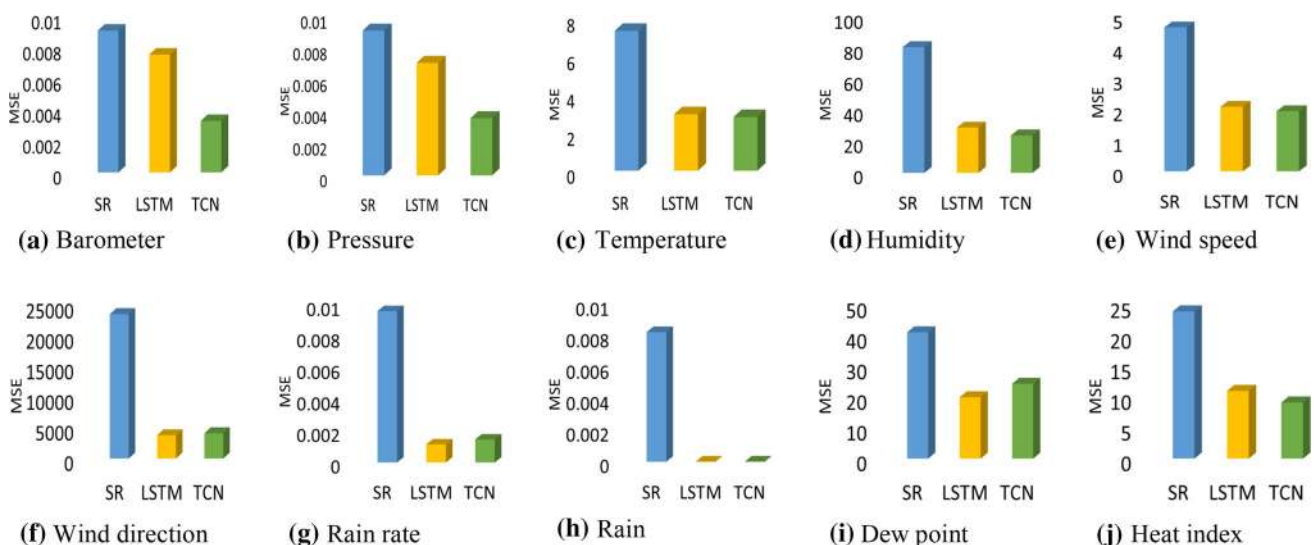 0.01
0.008
0.006
0.004
0.002
0
MSE
SR LSTM TCN
(a) Barometer
0.01
0.008
0.006
0.004
0.002
0
MSE
SR LSTM TCN
(b) Pressure
8
6
4
2
0
MSE
SR LSTM TCN
(c) Temperature
100
80
60
40
20
0
MSE
SR LSTM TCN
(d) Humidity
5
4
3
2
1
0
MSE
SR LSTM TCN
(e) Wind speed
25000
20000
15000
10000
5000
0
MSE
SR LSTM TCN
(f) Wind direction
0.01
0.008
0.006
0.004
0.002
0
MSE
SR LSTM TCN
(g) Rain rate
0.01
0.008
0.006
0.004
0.002
0
MSE
SR LSTM TCN
(h) Rain
50
40
30
20
10
0
MSE
SR LSTM TCN
(i) Dew point
25
20
15
10
5
0
MSE
SR LSTM TCN
(j) Heat index